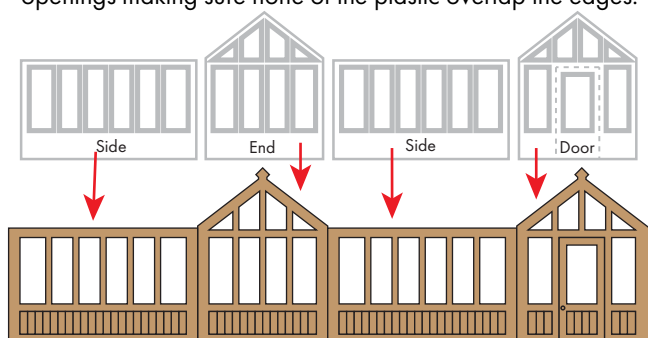 openings making sure none of the plastic overlap the edges.
Side
End
Side
Door